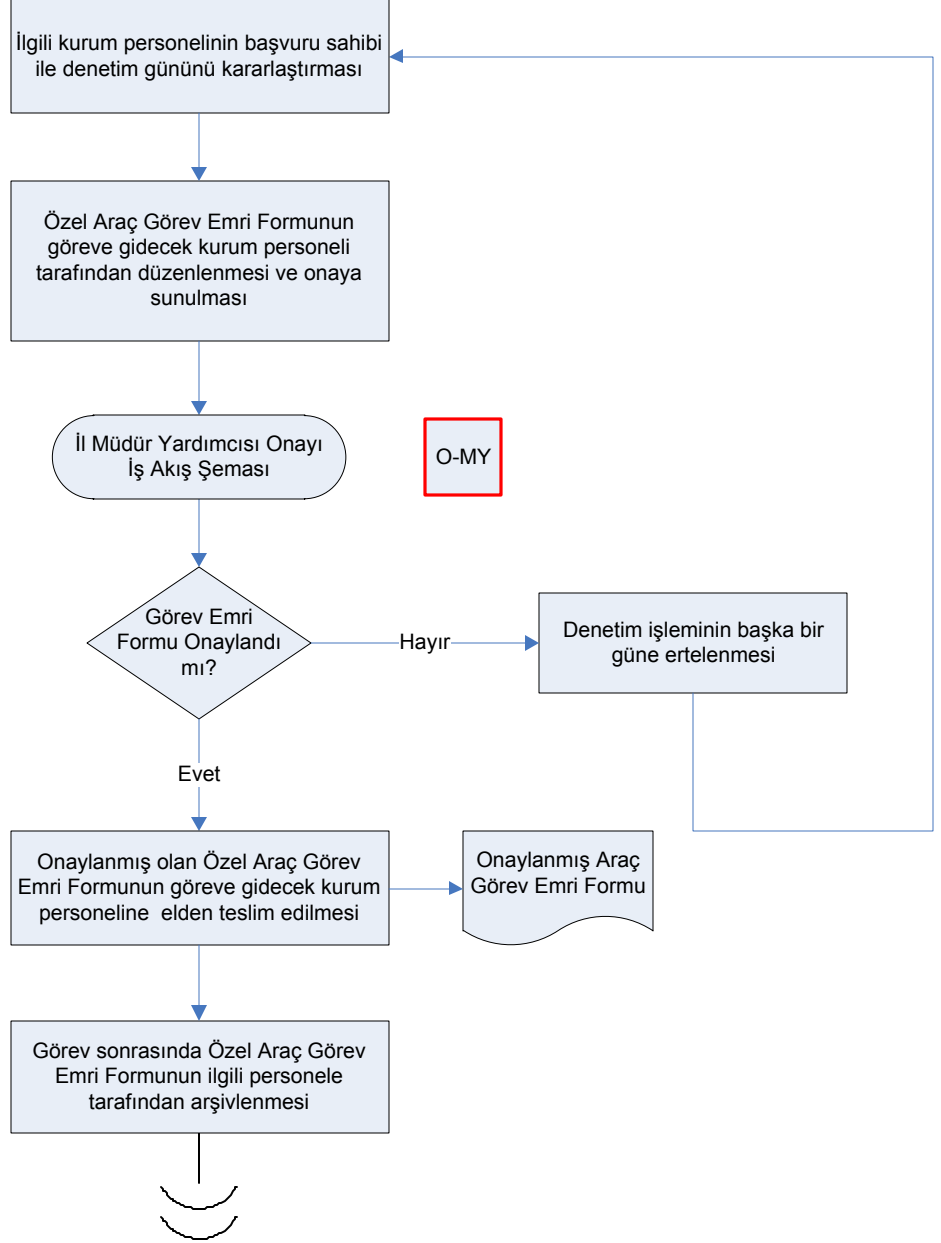 İlgili kurum personelinin başvuru sahibi
ile denetim gününü kararlaştırması
Özel Araç Görev Emri Formunun
göreve gidecek kurum personeli
tarafından düzenlenmesi ve onaya
sunulması
İl Müdür Yardımcısı Onayı
İş Akış Şeması
O-MY
Görev Emri
Formu Onaylandı
mı?
Hayır
Denetim işleminin başka bir
güne ertelenmesi
Evet
Onaylanmış olan Özel Araç Görev
Emri Formunun göreve gidecek kurum
personeline  elden teslim edilmesi
Onaylanmış Araç
Görev Emri Formu
Görev sonrasında Özel Araç Görev
Emri Formunun ilgili personele
tarafından arşivlenmesi